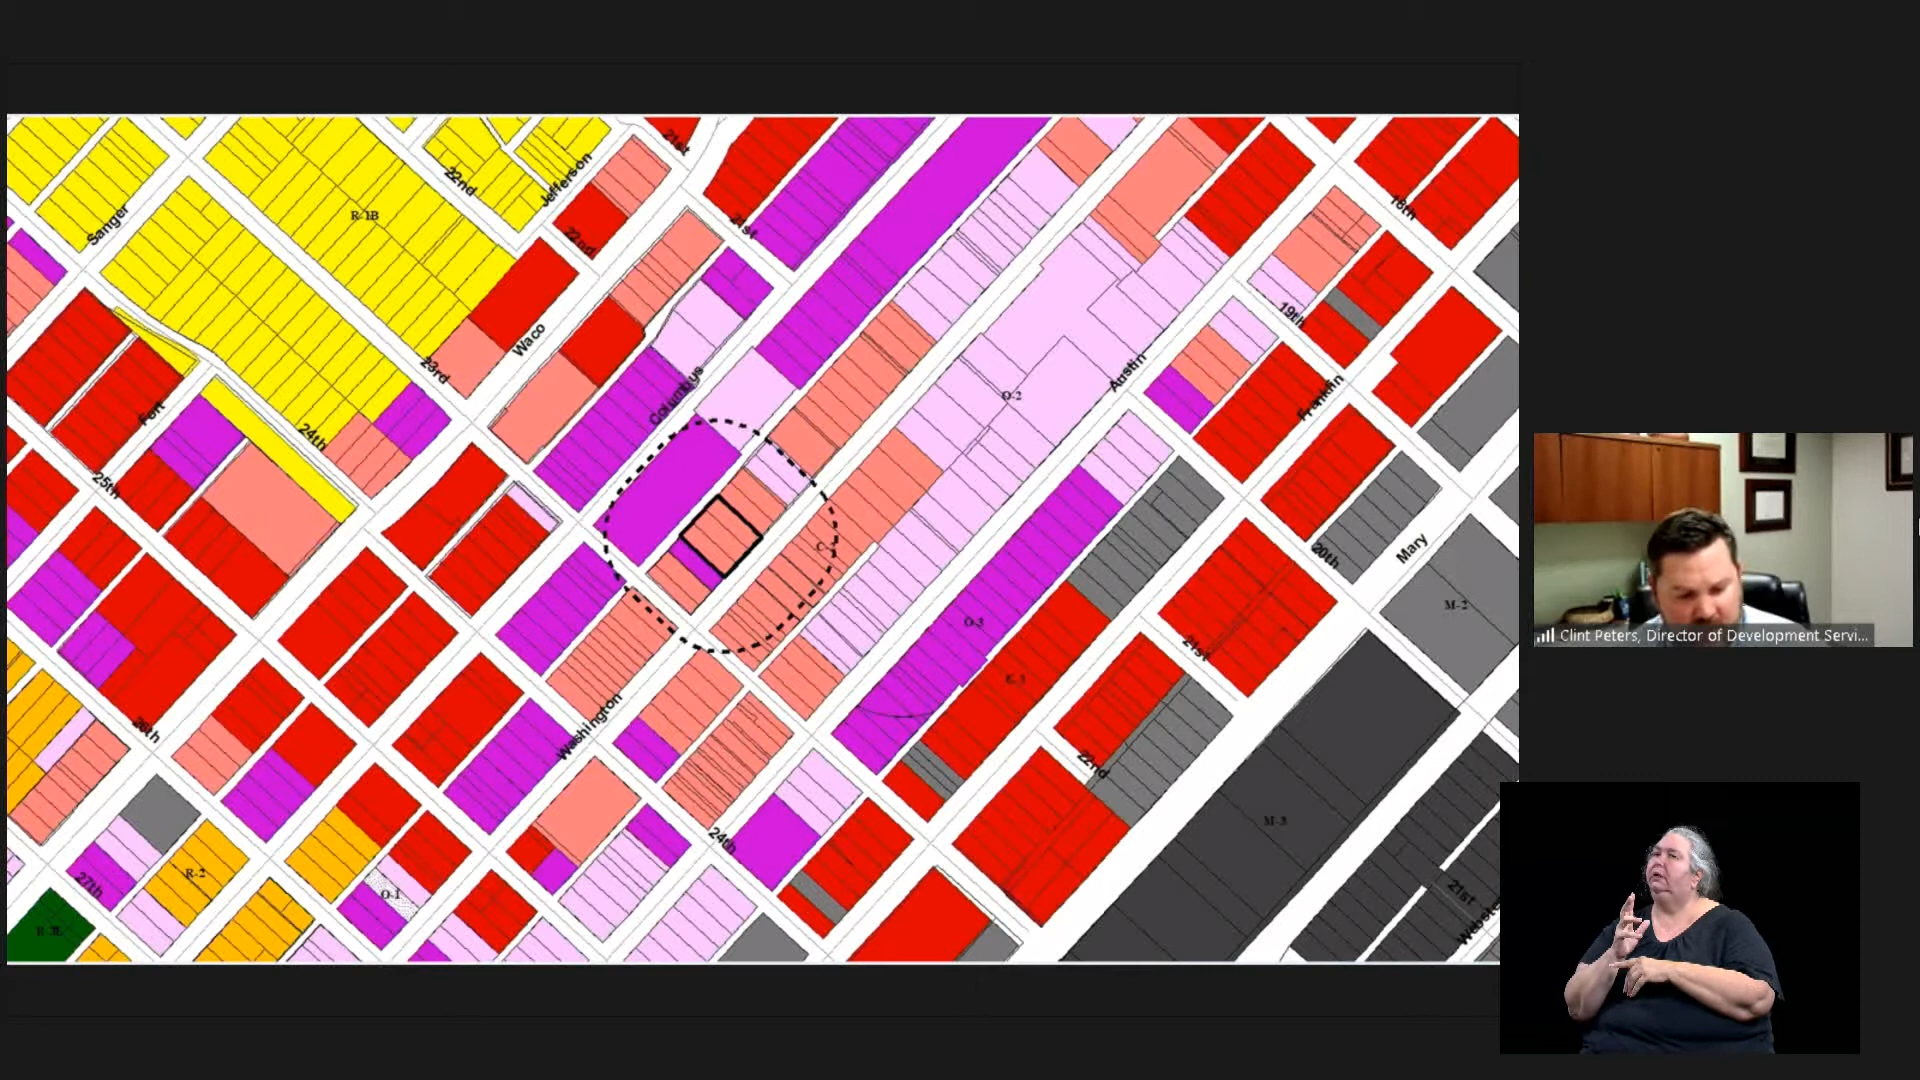 21st
22nd
Jefferson
Sanger
R-1B
18th
21st
22nd
19th
Waco
23rd
Columbus
O-2
Austin
Franklin
Fort
24th
25th
20th
Mary
M-2
O-3
21st
C-3
26th
Washington
22nd
M-3
24th
R-2
27th
O-1
21st
Clint Peters, Director of Development Servi...